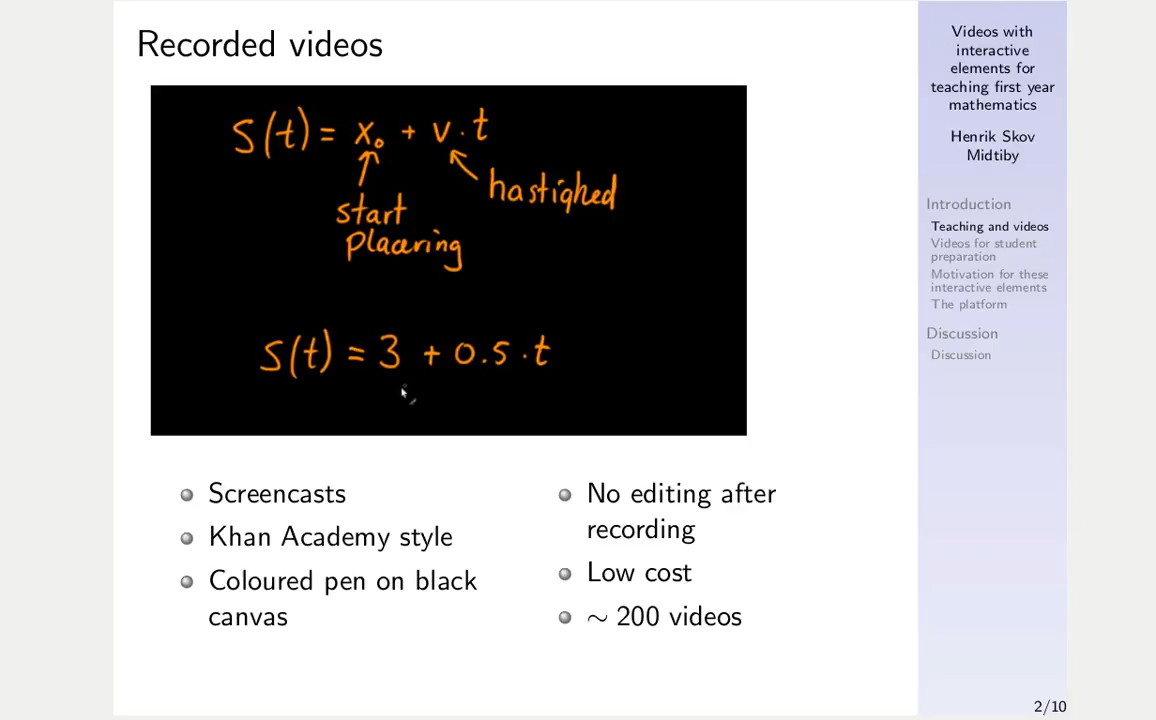 Recorded videos
S(t) = x₀ + v · t
hastighed
start
placering
S(t) = 3 + 0.5 · t
Screencasts
Khan Academy style
Coloured pen on black
canvas
No editing after
recording
Low cost
∼ 200 videos
Videos with
interactive
elements for
teaching first year
mathematics
Henrik Skov
Midtiby
Introduction
Teaching and videos
Videos for student
preparation
Motivation for these
interactive elements
The platform
Discussion
Discussion
2/10